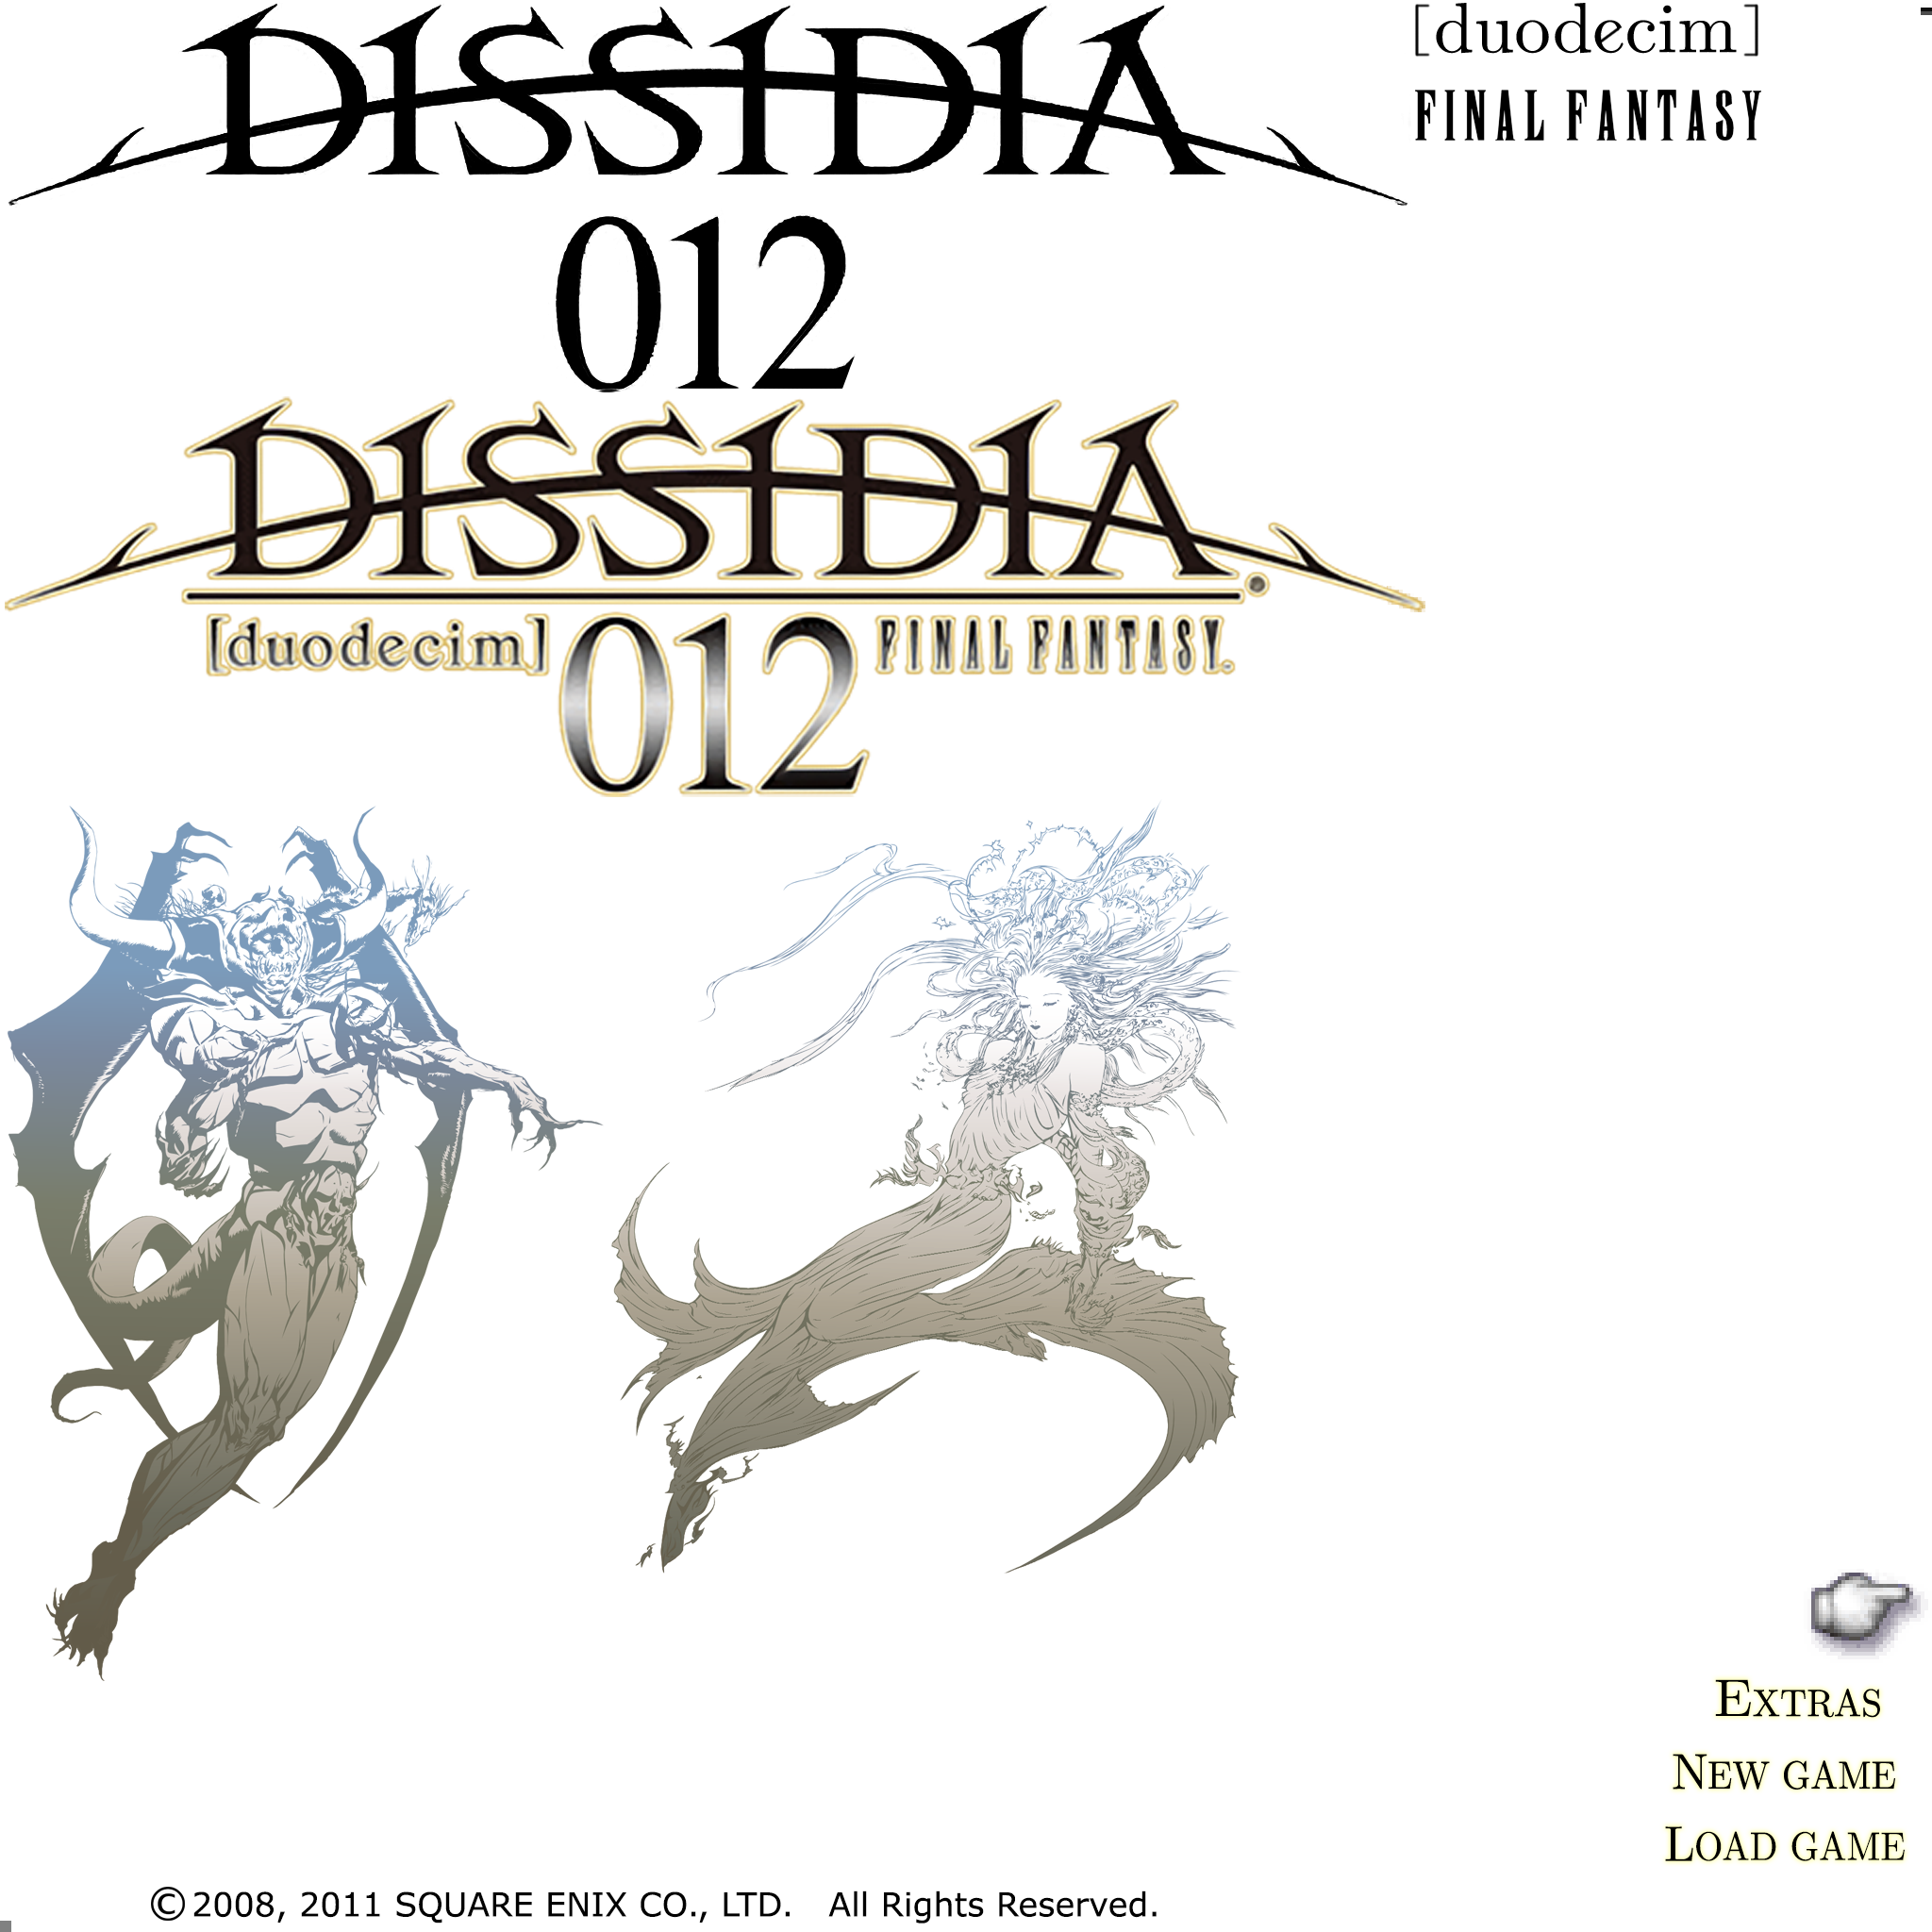 DISSIDIA
012
[duodecim]
FINAL FANTASY
DISSIDIA
[duodecim] 012 FINAL FANTASY
EXTRAS
NEW GAME
LOAD GAME
©2008, 2011 SQUARE ENIX CO., LTD. All Rights Reserved.